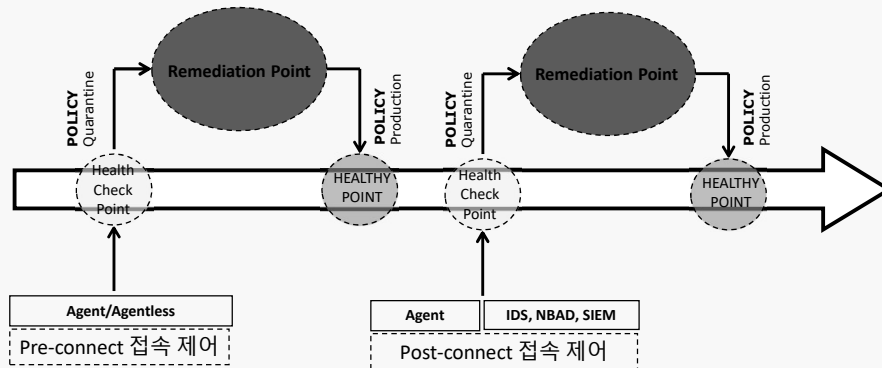 Remediation Point
POLICY
Quarantine
POLICY
Production
Health
Check
Point
HEALTHY
POINT
Agent/Agentless
Pre-connect 접속 제어
Remediation Point
POLICY
Quarantine
POLICY
Production
Health
Check
Point
HEALTHY
POINT
Agent
IDS, NBAD, SIEM
Post-connect 접속 제어